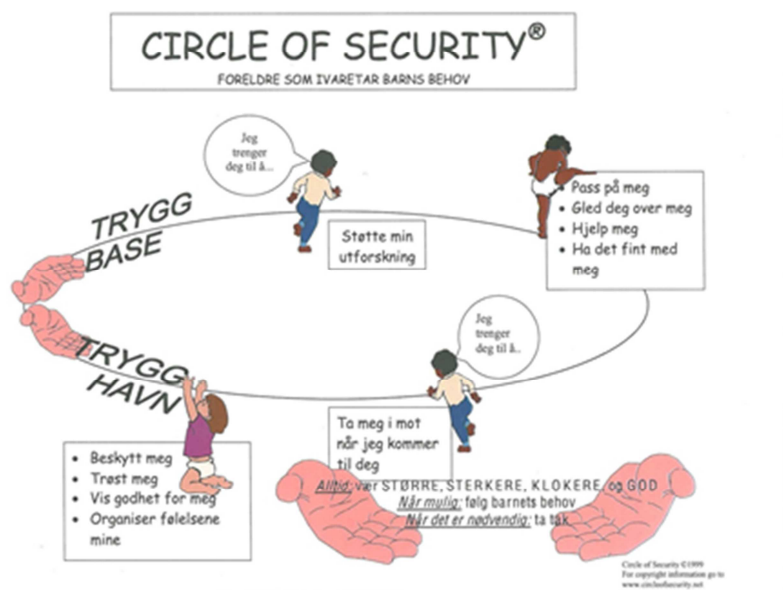 CIRCLE OF SECURITY®
FORELDRE SOM IVARETAR BARNS BEHOV
Jeg
trenger
deg til å...
TRYGG
BASE
Støtte min
utforskning
• Pass på meg
• Gled deg over meg
• Hjelp meg
• Ha det fint med
meg
Jeg
trenger
deg til å..
TRYGG
HAVN
Ta meg i mot
når jeg kommer
til deg
• Beskytt meg
• Trøst meg
• Vis godhet for meg
• Organiser følelsene
mine
Alltid: vær STØRRE, STERKERE, KLOKERE, og GOD
Når mulig: følg barnets behov
Når det er nødvendig: ta tak
Circle of Security ©1999
For copyright information go to
www.circleofsecurity.net